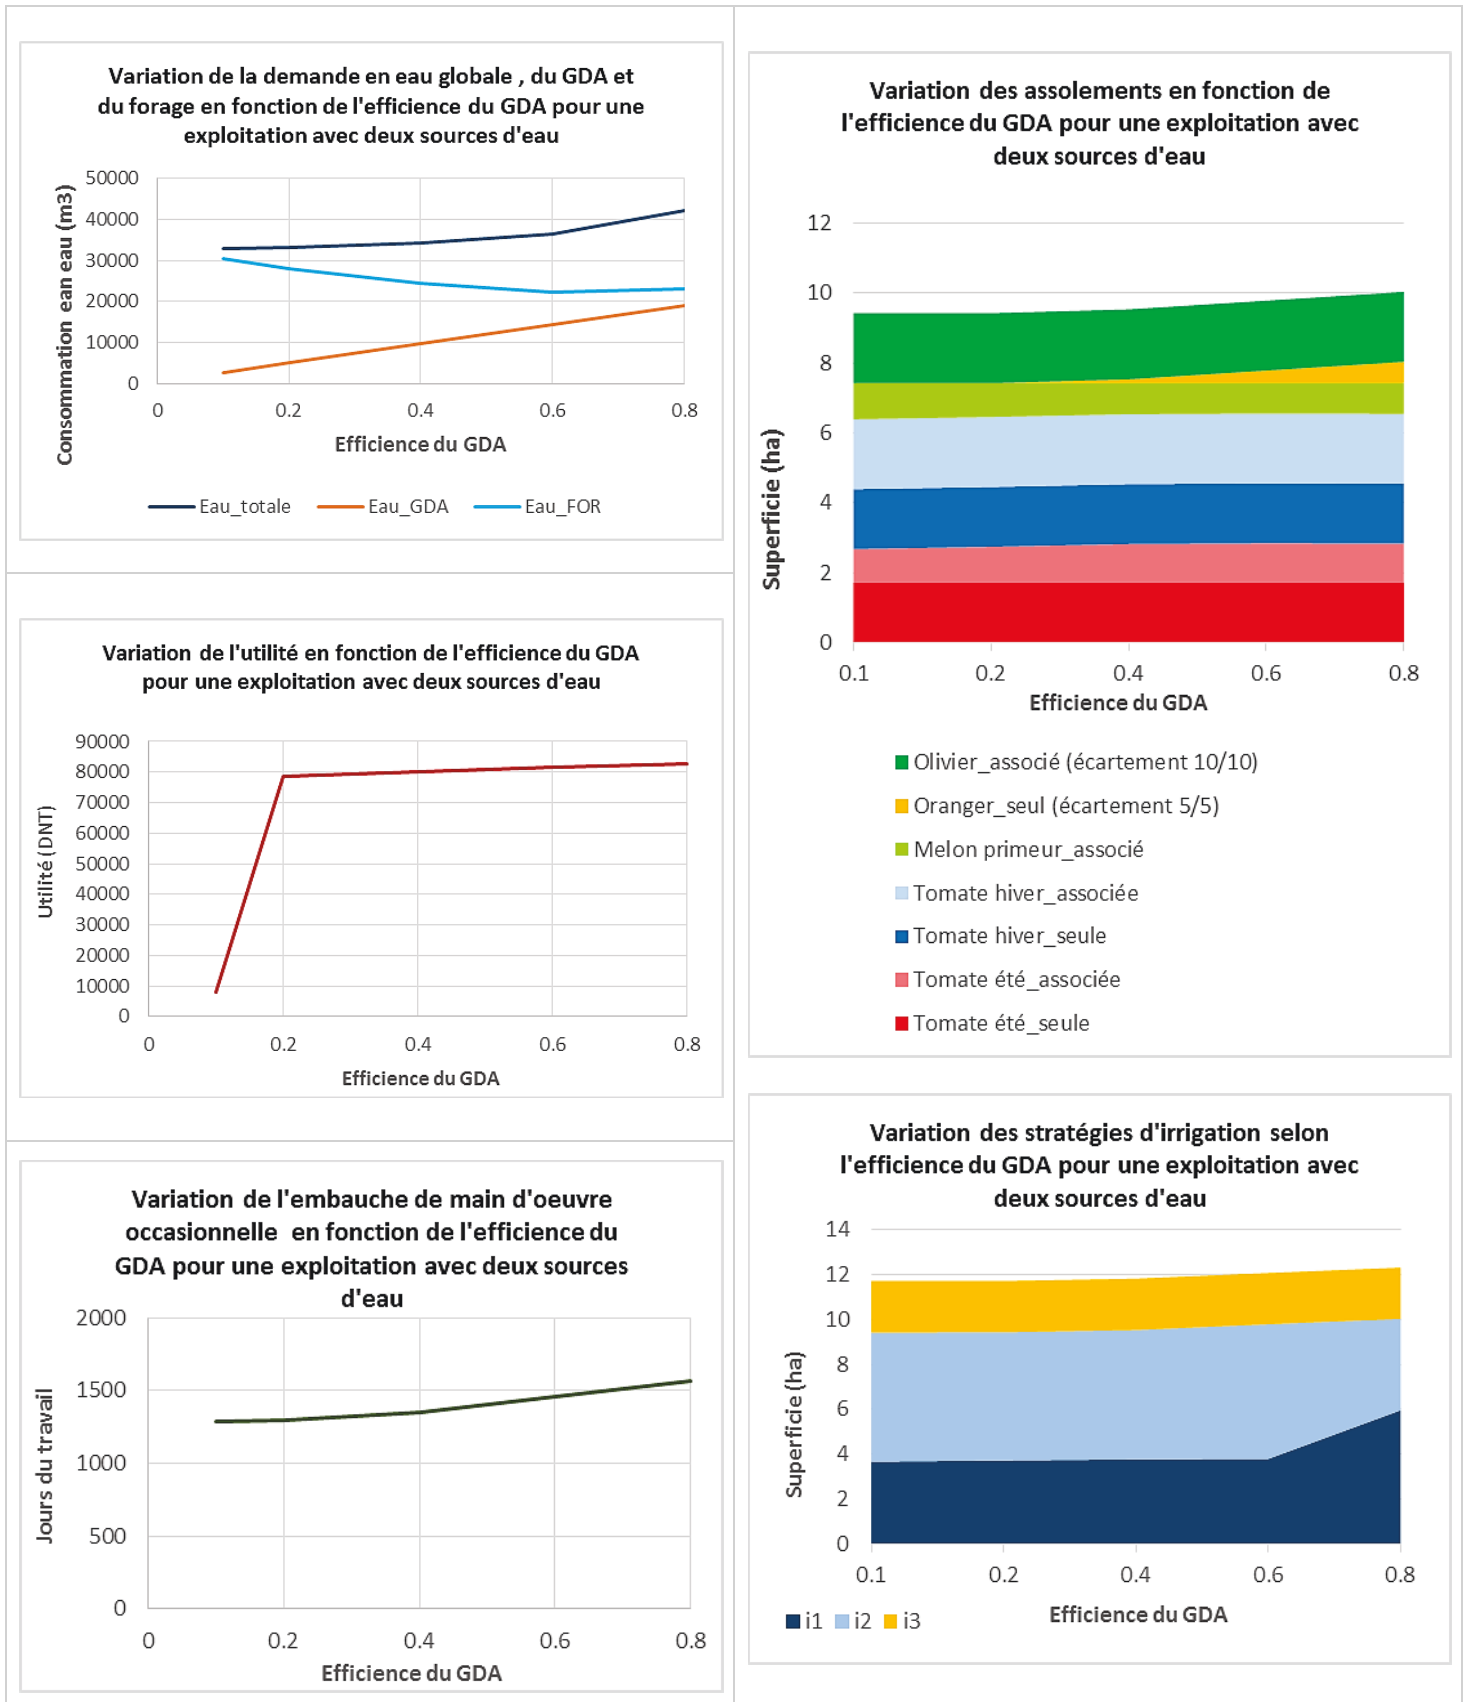 Variation de la demande en eau globale , du GDA et
du forage en fonction de l'efficience du GDA pour une
exploitation avec deux sources d'eau
Consommation ean eau (m3)
50000
40000
30000
20000
10000
0
0 0.2 0.4 0.6 0.8
Efficience du GDA
Eau_totale Eau_GDA Eau_FOR
Variation de l'utilité en fonction de l'efficience du GDA
pour une exploitation avec deux sources d'eau
Utilité (DNT)
90000
80000
70000
60000
50000
40000
30000
20000
10000
0
0 0.2 0.4 0.6 0.8
Efficience du GDA
Variation de l'embauche de main d'oeuvre
occasionnelle en fonction de l'efficience du
GDA pour une exploitation avec deux sources
d'eau
Jours du travail
2000
1500
1000
500
0
0 0.2 0.4 0.6 0.8
Efficience du GDA
Variation des assolements en fonction de
l'efficience du GDA pour une exploitation avec
deux sources d'eau
Superficie (ha)
12
10
8
6
4
2
0
0.1 0.2 0.4 0.6 0.8
Efficience du GDA
Olivier_associé (écartement 10/10)
Oranger_seul (écartement 5/5)
Melon primeur_associé
Tomate hiver_associée
Tomate hiver_seule
Tomate été_associée
Tomate été_seule
Variation des stratégies d'irrigation selon
l'efficience du GDA pour une exploitation avec
deux sources d'eau
Superficie (ha)
14
12
10
8
6
4
2
0
0.1 0.2 0.4 0.6 0.8
Efficience du GDA
i1 i2 i3